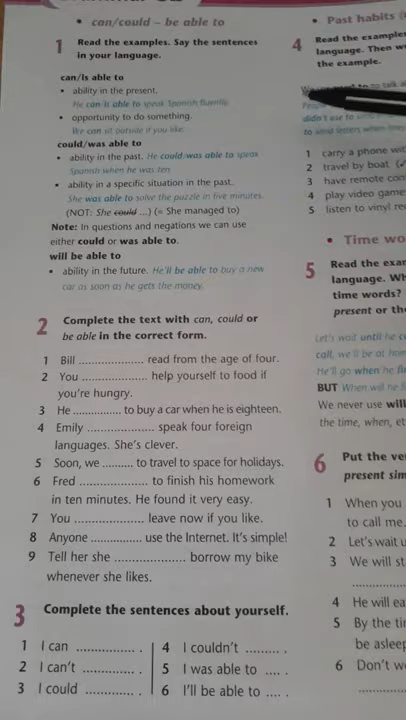 • can/could – be able to
1 Read the examples. Say the sentences
in your language.
can/is able to
• ability in the present.
He can/is able to speak Spanish fluently.
• opportunity to do something.
We can sit outside if you like.
could/was able to
• ability in the past. He could/was able to speak
Spanish when he was ten.
• ability in a specific situation in the past.
She was able to solve the puzzle in five minutes.
(NOT: She could ...) (= She managed to)
Note: In questions and negations we can use
either could or was able to.
will be able to
• ability in the future. He'll be able to buy a new
car as soon as he gets the money.
2 Complete the text with can, could or
be able in the correct form.
1 Bill .................... read from the age of four.
2 You .................... help yourself to food if
you're hungry.
3 He ............... to buy a car when he is eighteen.
4 Emily .................... speak four foreign
languages. She's clever.
5 Soon, we ......... to travel to space for holidays.
6 Fred .................... to finish his homework
in ten minutes. He found it very easy.
7 You .................... leave now if you like.
8 Anyone ............... use the Internet. It's simple!
9 Tell her she .................... borrow my bike
whenever she likes.
3 Complete the sentences about yourself.
1 I can .............. .
2 I can't .............. .
3 I could ............. .
4 I couldn't ......... .
5 I was able to .... .
6 I'll be able to .... .
• Past habits
4 Read the example
language. Then w
the example.
to talk a
didn't use to
to send letters when
1 carry a phone wit
2 travel by boat (✓
3 have remote con
4 play video game
5 listen to vinyl re
• Time wo
5 Read the exa
language. Wh
time words?
present or th
Let's wait until he c
call, we'll be at hom
He'll go when he fi
BUT When will he f
We never use will
the time, when, et
6 Put the ve
present sim
1 When you
to call me.
2 Let's wait u
3 We will st
....................
4 He will ea
5 By the tir
be asleep
6 Don't w
....................